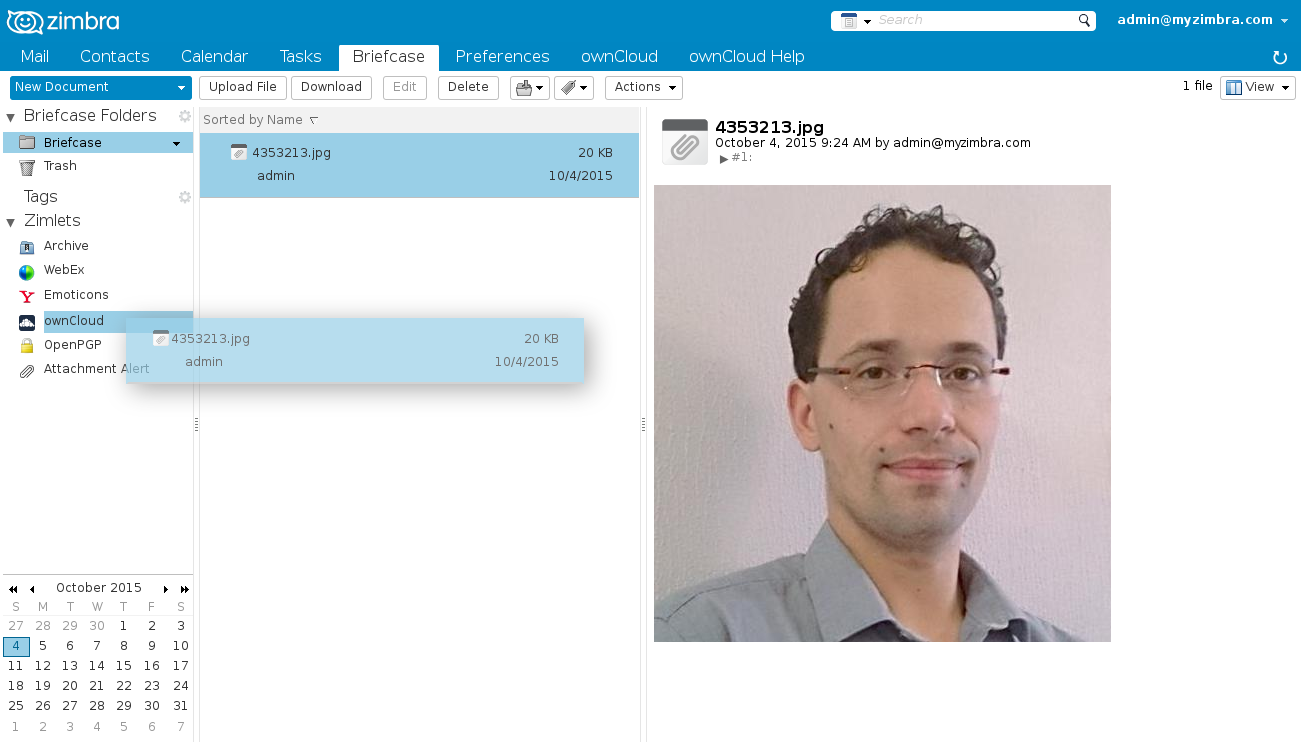 zimbra
Search
admin@myzimbra.com
Mail Contacts Calendar Tasks Briefcase Preferences ownCloud ownCloud Help
New Document Upload File Download Edit Delete Actions 1 file View
Briefcase Folders
Briefcase
Trash
Tags
Zimlets
Archive
WebEx
Emoticons
ownCloud
OpenPGP
Attachment Alert
October 2015
S M T W T F S
27 28 29 30 1 2 3
4 5 6 7 8 9 10
11 12 13 14 15 16 17
18 19 20 21 22 23 24
25 26 27 28 29 30 31
1 2 3 4 5 6 7
Sorted by Name
4353213.jpg 20 KB
admin 10/4/2015
4353213.jpg 20 KB
admin 10/4/2015
4353213.jpg
October 4, 2015 9:24 AM by admin@myzimbra.com
#1: